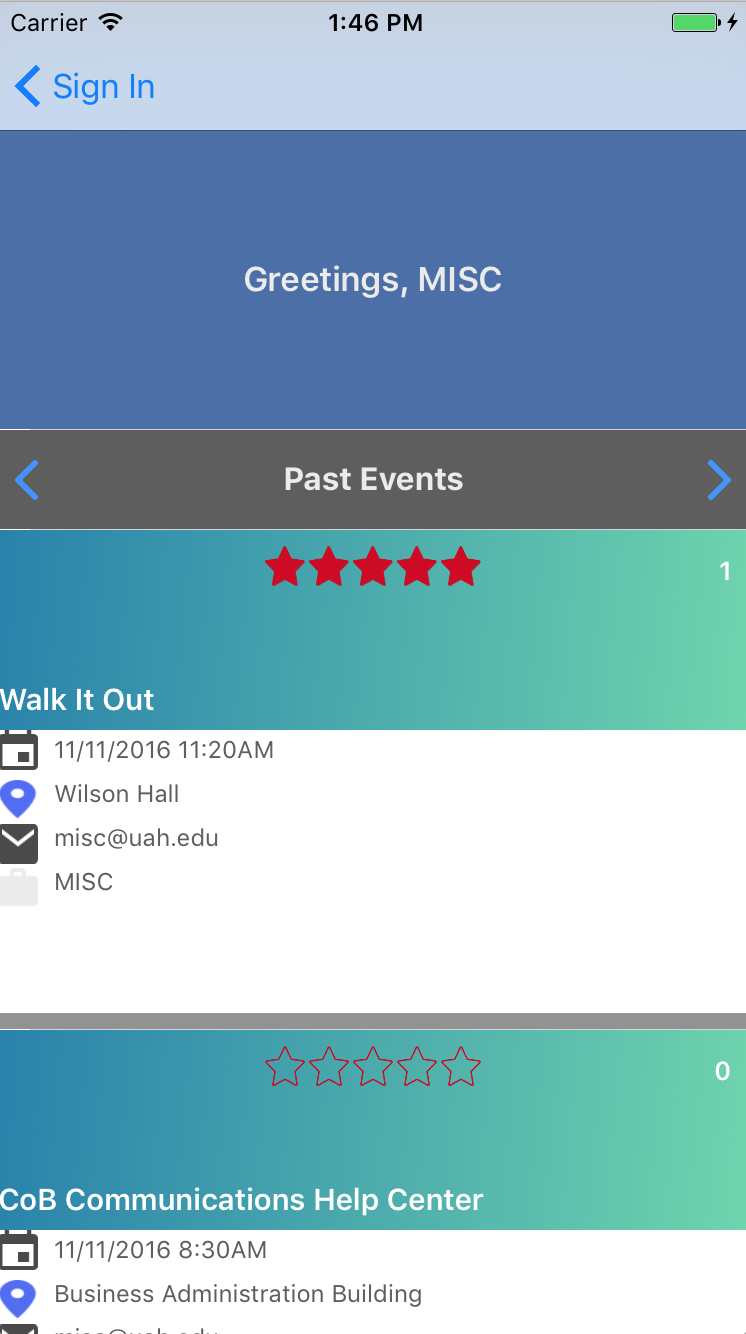 Carrier 1:46 PM
Sign In
Greetings, MISC
Past Events
1
Walk It Out
11/11/2016 11:20AM
Wilson Hall
misc@uah.edu
MISC
0
CoB Communications Help Center
11/11/2016 8:30AM
Business Administration Building